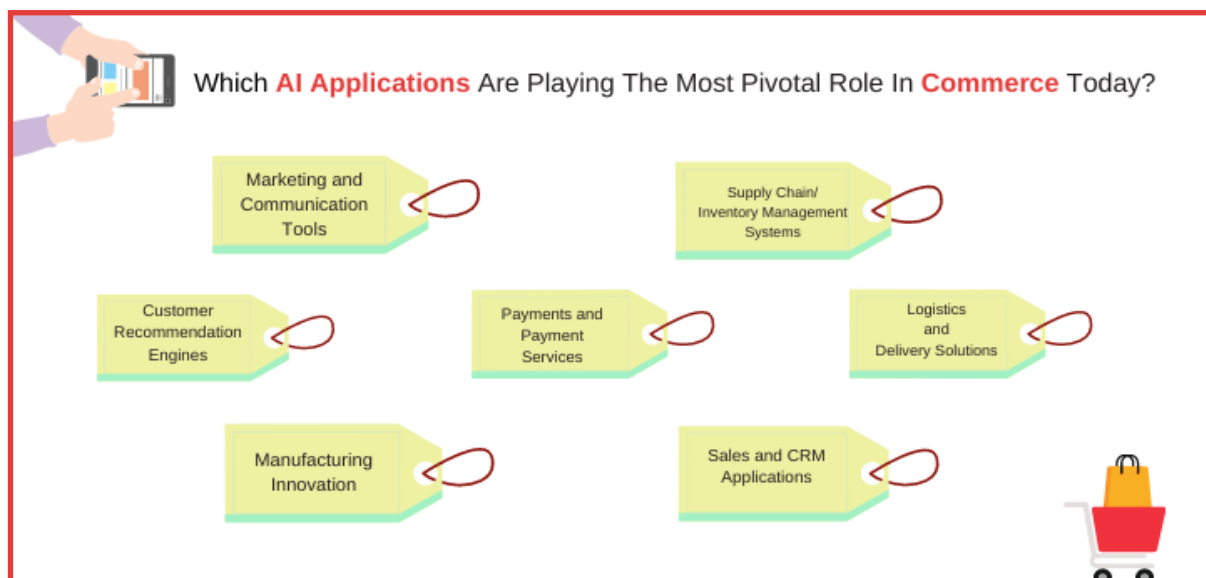 Which AI Applications Are Playing The Most Pivotal Role In Commerce Today?
Marketing and
Communication
Tools
Supply Chain/
Inventory Management
Systems
Customer
Recommendation
Engines
Payments and
Payment
Services
Logistics
and
Delivery Solutions
Manufacturing
Innovation
Sales and CRM
Applications